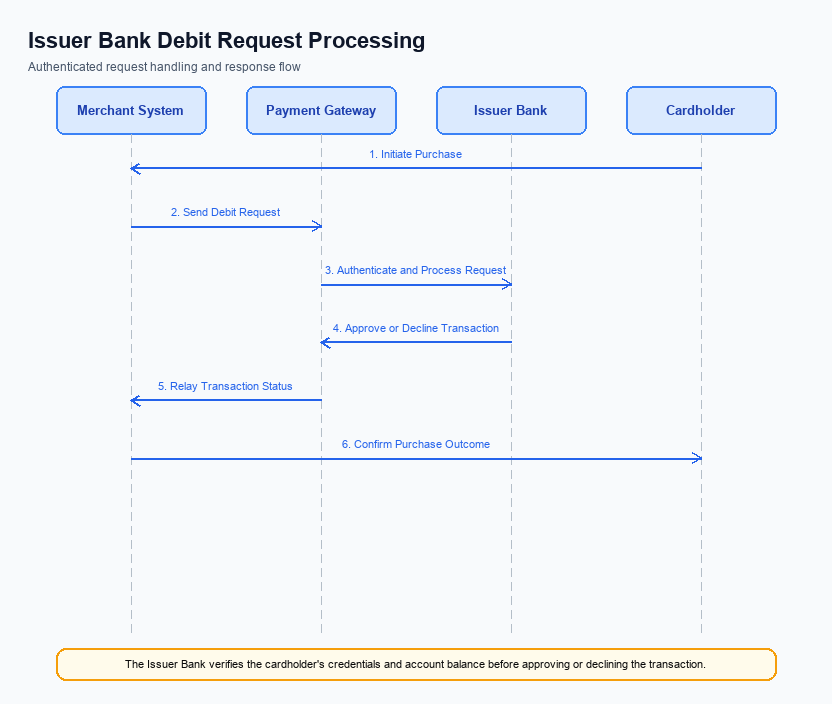 Issuer Bank Debit Request Processing
Authenticated request handling and response flow
Merchant System
Payment Gateway
Issuer Bank
Cardholder
1. Initiate Purchase
2. Send Debit Request
3. Authenticate and Process Request
4. Approve or Decline Transaction
5. Relay Transaction Status
6. Confirm Purchase Outcome
The Issuer Bank verifies the cardholder's credentials and account balance before approving or declining the transaction.